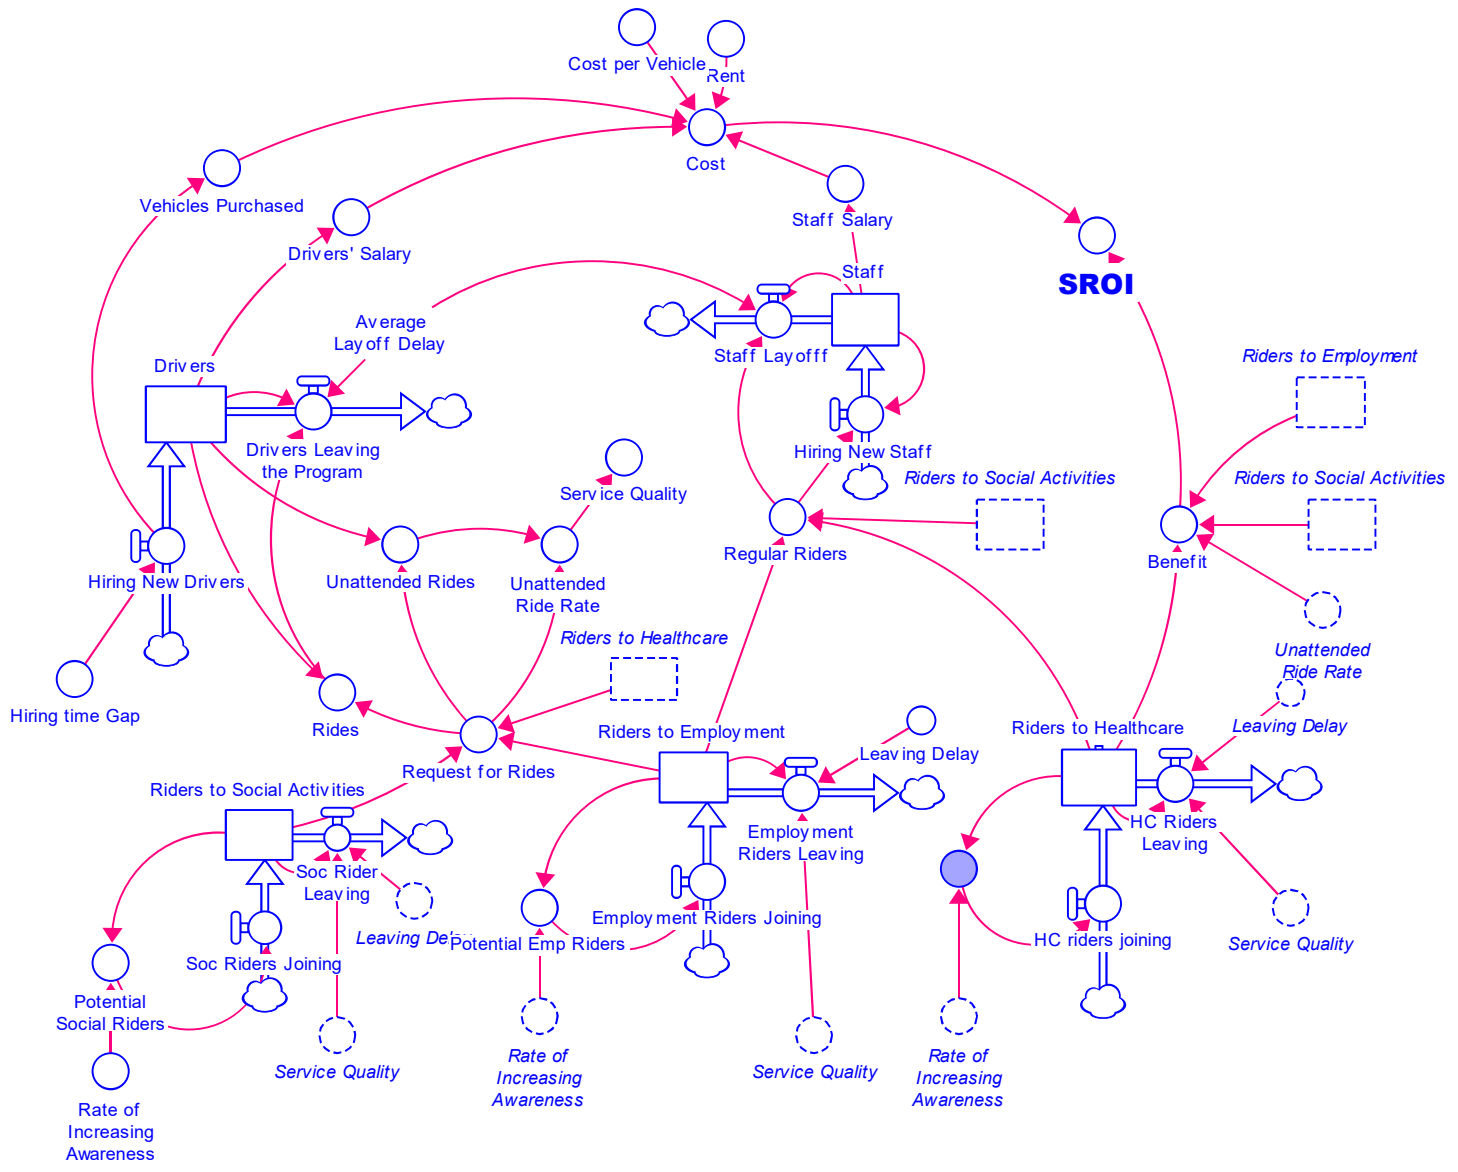 Cost per Vehicle
Rent
Cost
Vehicles Purchased
Staff Salary
Drivers' Salary
Staff
SROI
Average
Layoff Delay
Staff Layofff
Riders to Employment
Drivers
Drivers Leaving
the Program
Hiring New Staff
Service Quality
Riders to Social Activities
Riders to Social Activities
Regular Riders
Benefit
Hiring New Drivers
Unattended Rides
Unattended
Ride Rate
Riders to Healthcare
Unattended
Ride Rate
Hiring time Gap
Rides
Riders to Employment
Leaving Delay
Riders to Healthcare
Leaving Delay
Request for Rides
Riders to Social Activities
Employment
Riders Leaving
HC Riders
Leaving
Soc Rider
Leaving
Leaving Delay
Potential Emp Riders
Employment Riders Joining
HC riders joining
Service Quality
Soc Riders Joining
Potential
Social Riders
Service Quality
Rate of
Increasing
Awareness
Service Quality
Rate of
Increasing
Awareness
Rate of
Increasing
Awareness